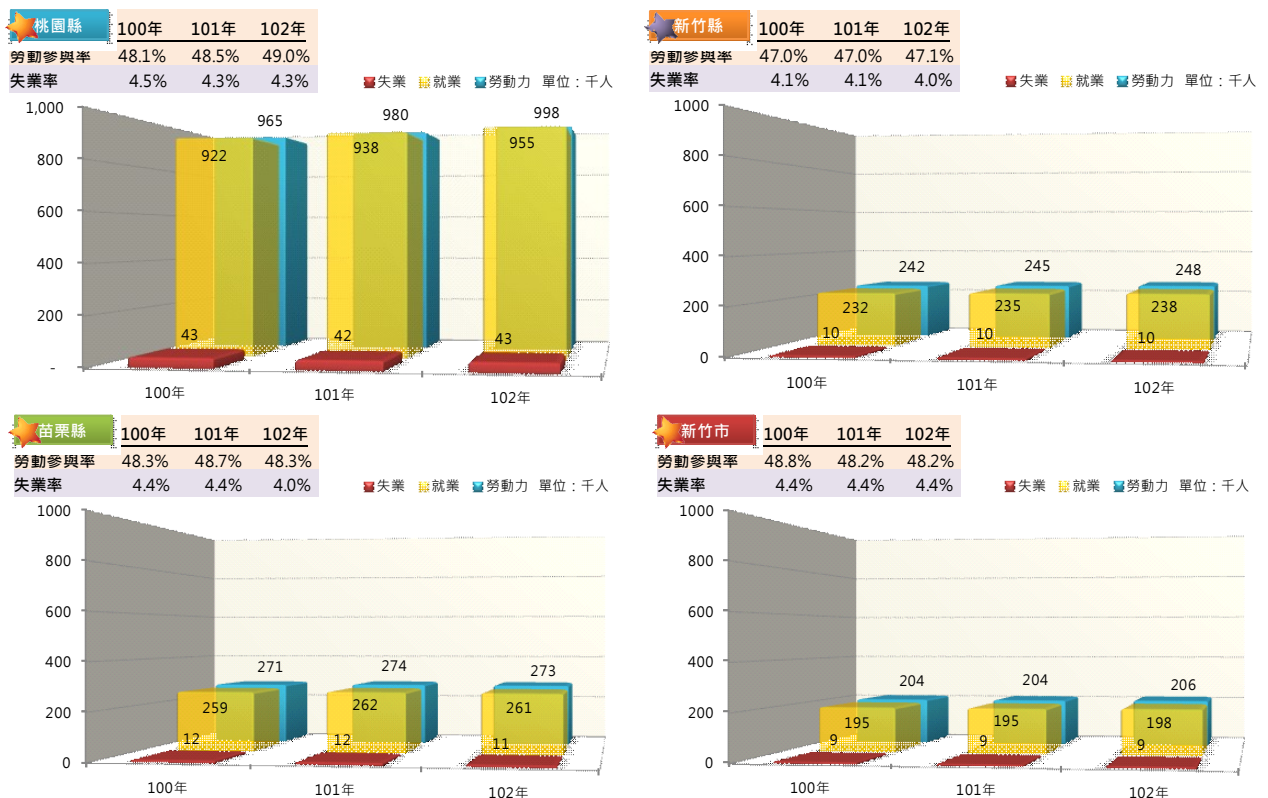 桃園縣 100年 101年 102年
勞動參與率 48.1% 48.5% 49.0%
失業率 4.5% 4.3% 4.3%
失業 就業 勞動力 單位：千人
1,000
800
600
400
200
-
965 980 998
922 938 955
43 42 43
100年 101年 102年
新竹縣 100年 101年 102年
勞動參與率 47.0% 47.0% 47.1%
失業率 4.1% 4.1% 4.0%
失業 就業 勞動力 單位：千人
1000
800
600
400
200
0
242 245 248
232 235 238
10 10 10
100年 101年 102年
苗栗縣 100年 101年 102年
勞動參與率 48.3% 48.7% 48.3%
失業率 4.4% 4.4% 4.0%
失業 就業 勞動力 單位：千人
1000
800
600
400
200
0
271 274 273
259 262 261
12 12 11
100年 101年 102年
新竹市 100年 101年 102年
勞動參與率 48.8% 48.2% 48.2%
失業率 4.4% 4.4% 4.4%
失業 就業 勞動力 單位：千人
1000
800
600
400
200
0
204 204 206
195 195 198
9 9 9
100年 101年 102年